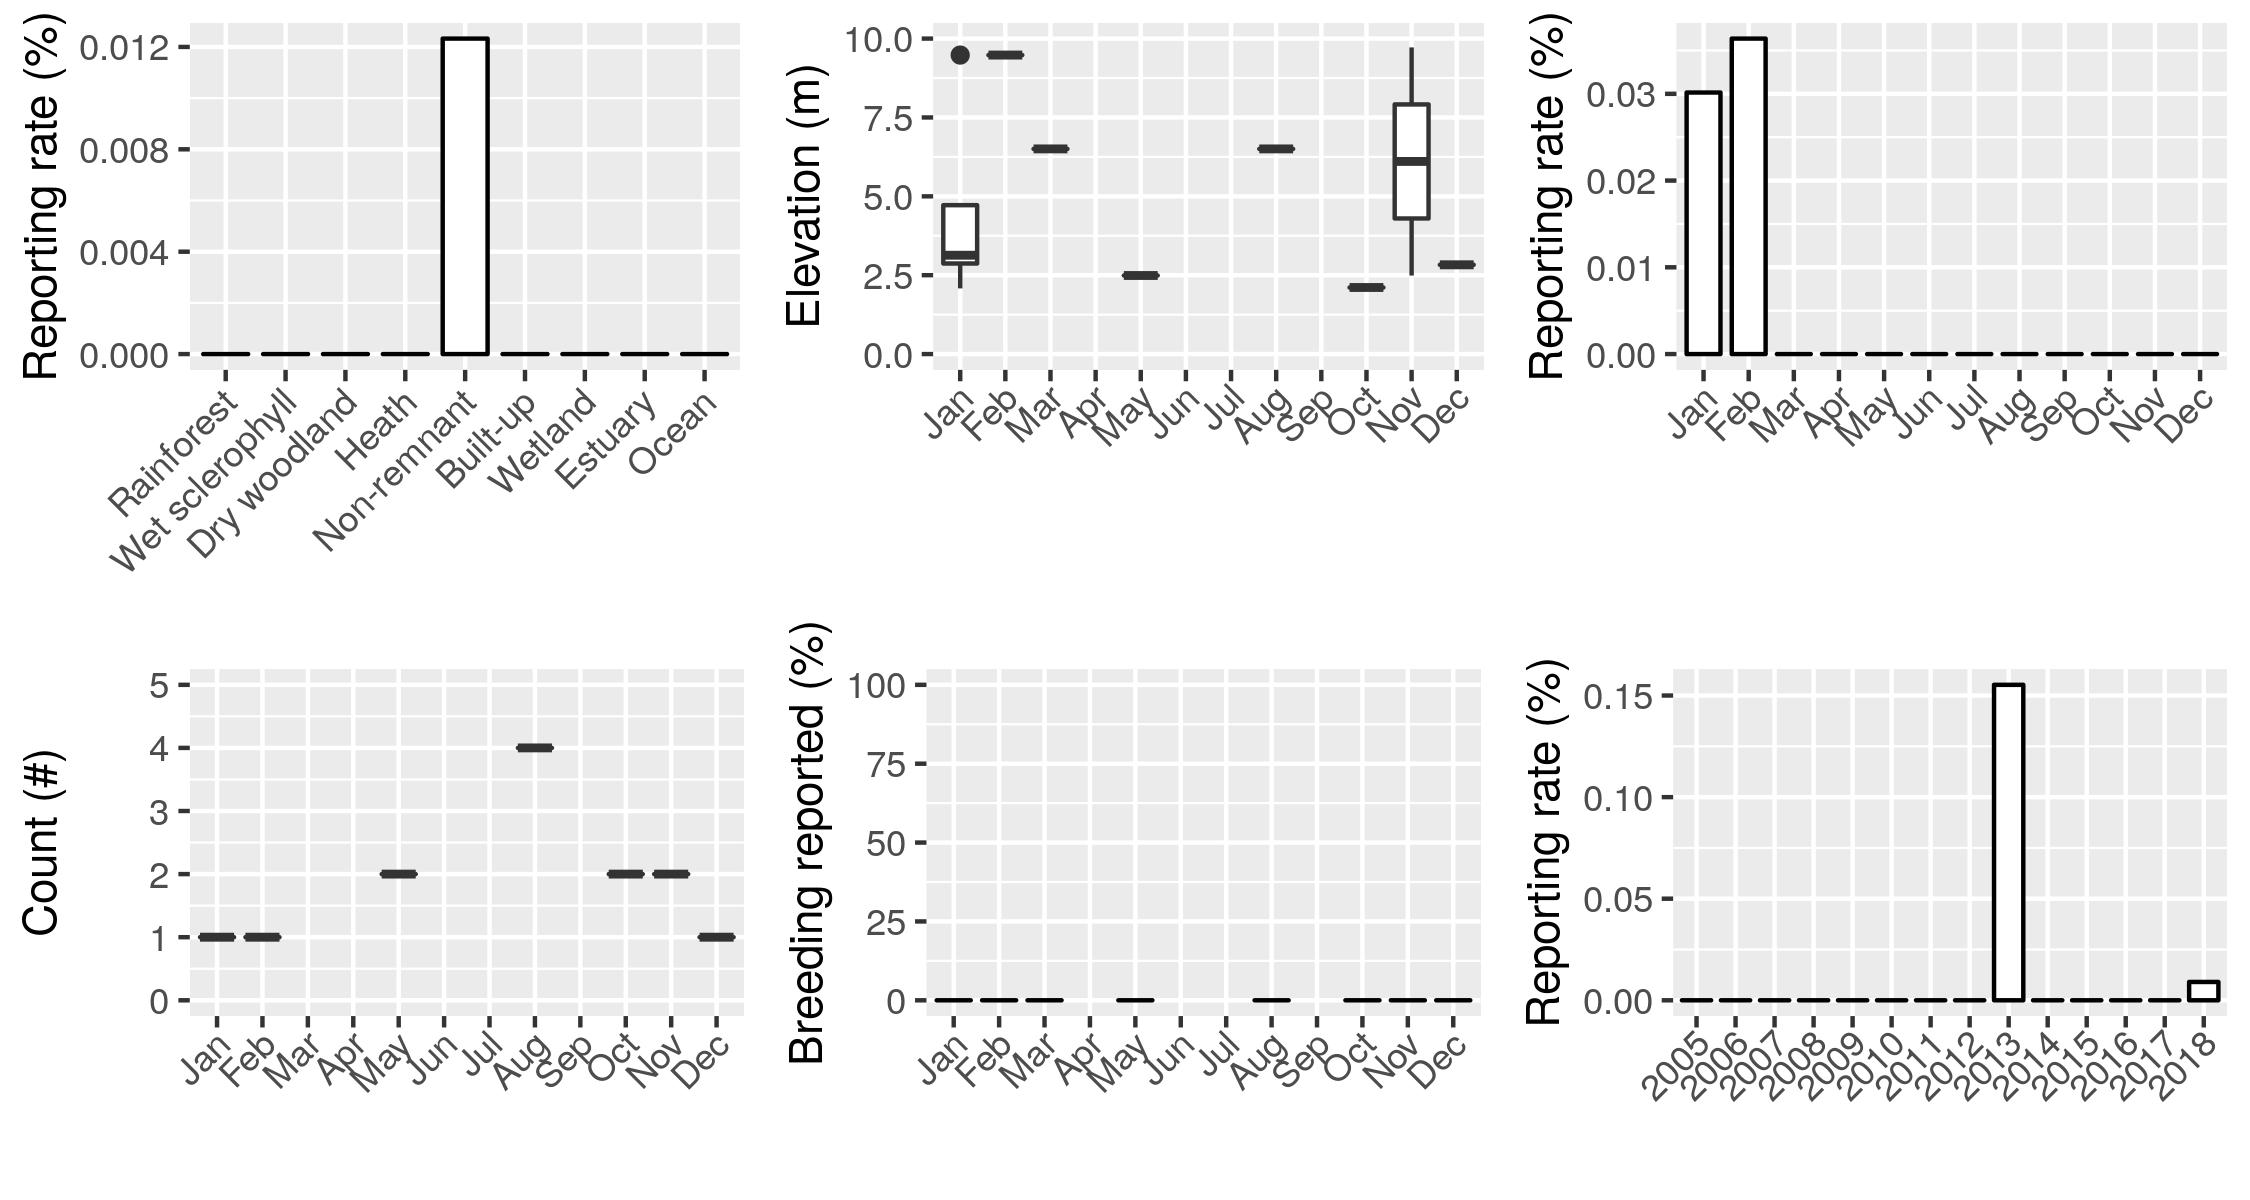 Reporting rate (%)
0.012
0.008
0.004
0.000
Rainforest
Wet sclerophyll
Dry woodland
Heath
Non-remnant
Built-up
Wetland
Estuary
Ocean
Elevation (m)
10.0
7.5
5.0
2.5
0.0
Jan
Feb
Mar
Apr
May
Jun
Jul
Aug
Sep
Oct
Nov
Dec
Reporting rate (%)
0.03
0.02
0.01
0.00
Jan
Feb
Mar
Apr
May
Jun
Jul
Aug
Sep
Oct
Nov
Dec
Count (#)
5
4
3
2
1
0
Jan
Feb
Mar
Apr
May
Jun
Jul
Aug
Sep
Oct
Nov
Dec
Breeding reported (%)
100
75
50
25
0
Jan
Feb
Mar
Apr
May
Jun
Jul
Aug
Sep
Oct
Nov
Dec
Reporting rate (%)
0.15
0.10
0.05
0.00
2005
2006
2007
2008
2009
2010
2011
2012
2013
2014
2015
2016
2017
2018